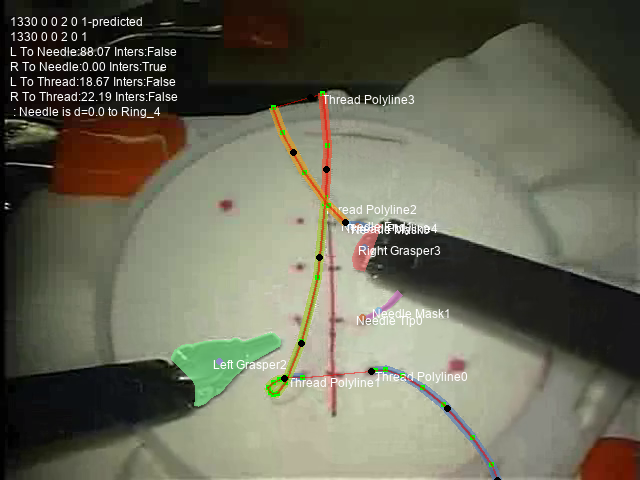 1330 0 0 2 0 1-predicted
1330 0 0 2 0 1
L To Needle:88.07 Inters:False
R To Needle:0.00 Inters:True
L To Thread:18.67 Inters:False
R To Thread:22.19 Inters:False
: Needle is d=0.0 to Ring_4
Thread Polyline3
read Polyline2
Right Grasper3
Needle Mask1
Needle Tip0
Left Grasper2
Thread Polyline1
Thread Polyline0